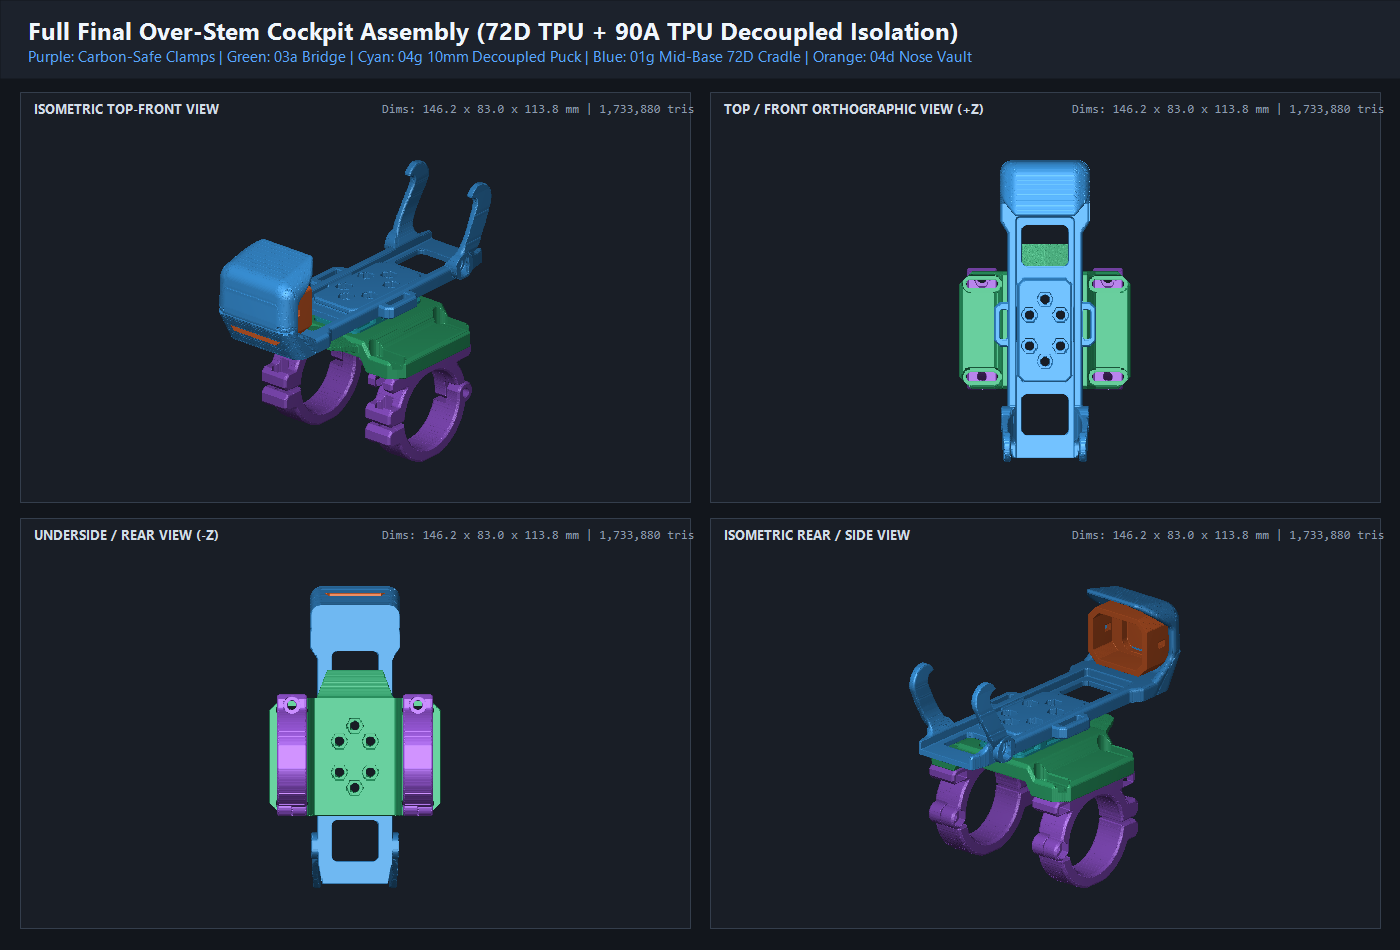 Full Final Over-Stem Cockpit Assembly (72D TPU + 90A TPU Decoupled Isolation)
Purple: Carbon-Safe Clamps | Green: 03a Bridge | Cyan: 04g 10mm Decoupled Puck | Blue: 01g Mid-Base 72D Cradle | Orange: 04d Nose Vault
ISOMETRIC TOP-FRONT VIEW
Dims: 146.2 x 83.0 x 113.8 mm | 1,733,880 tris
TOP / FRONT ORTHOGRAPHIC VIEW (+Z)
Dims: 146.2 x 83.0 x 113.8 mm | 1,733,880 tris
UNDERSIDE / REAR VIEW (-Z)
Dims: 146.2 x 83.0 x 113.8 mm | 1,733,880 tris
ISOMETRIC REAR / SIDE VIEW
Dims: 146.2 x 83.0 x 113.8 mm | 1,733,880 tris